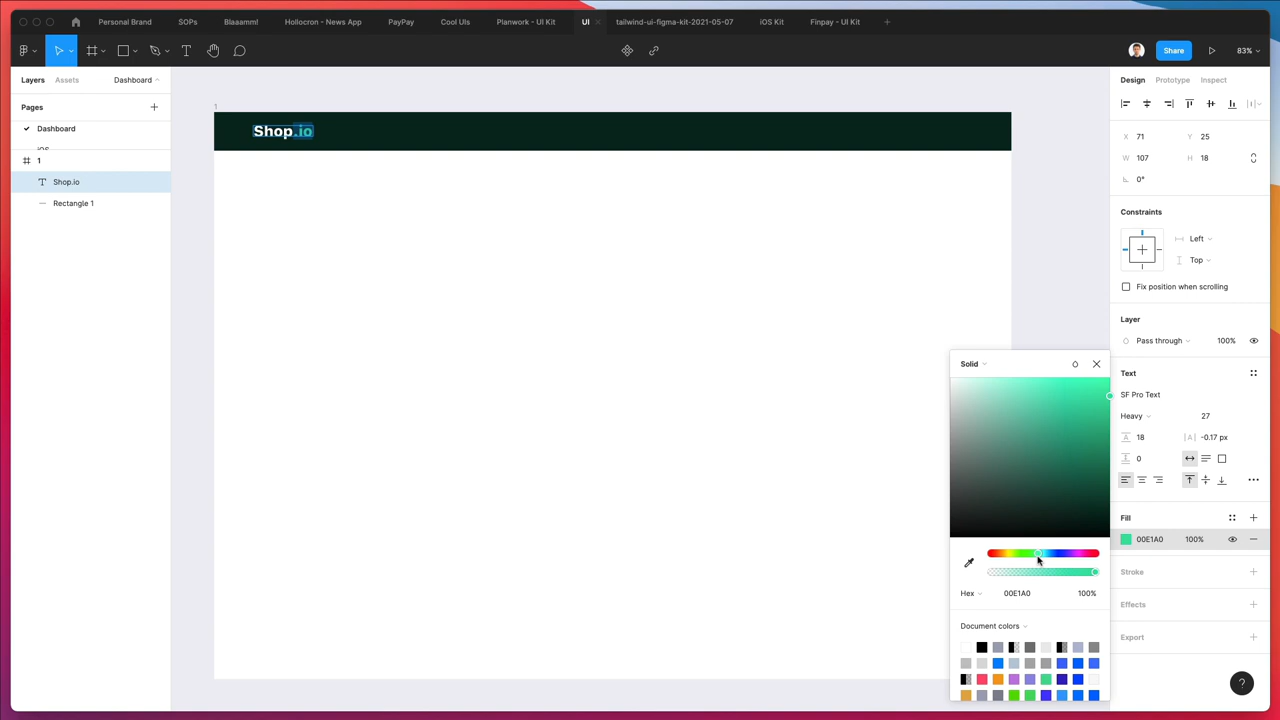 Personal Brand SOPs Blaaamm! Hollocron - News App PayPay Cool UIs Planwork - UI Kit UI tailwind-ui-figma-kit-2021-05-07 iOS Kit Finpay - UI Kit
Share 83%
Layers Assets Dashboard
Pages
Dashboard
1
Shop.io
Rectangle 1
1
Shop.io
Design Prototype Inspect
X 71 Y 25
W 107 H 18
0°
Constraints
Left
Top
Fix position when scrolling
Layer
Pass through 100%
Text
SF Pro Text
Heavy 27
18 -0.17 px
0
Fill
00E1A0 100%
Stroke
Effects
Export
Solid
Hex 00E1A0 100%
Document colors
?